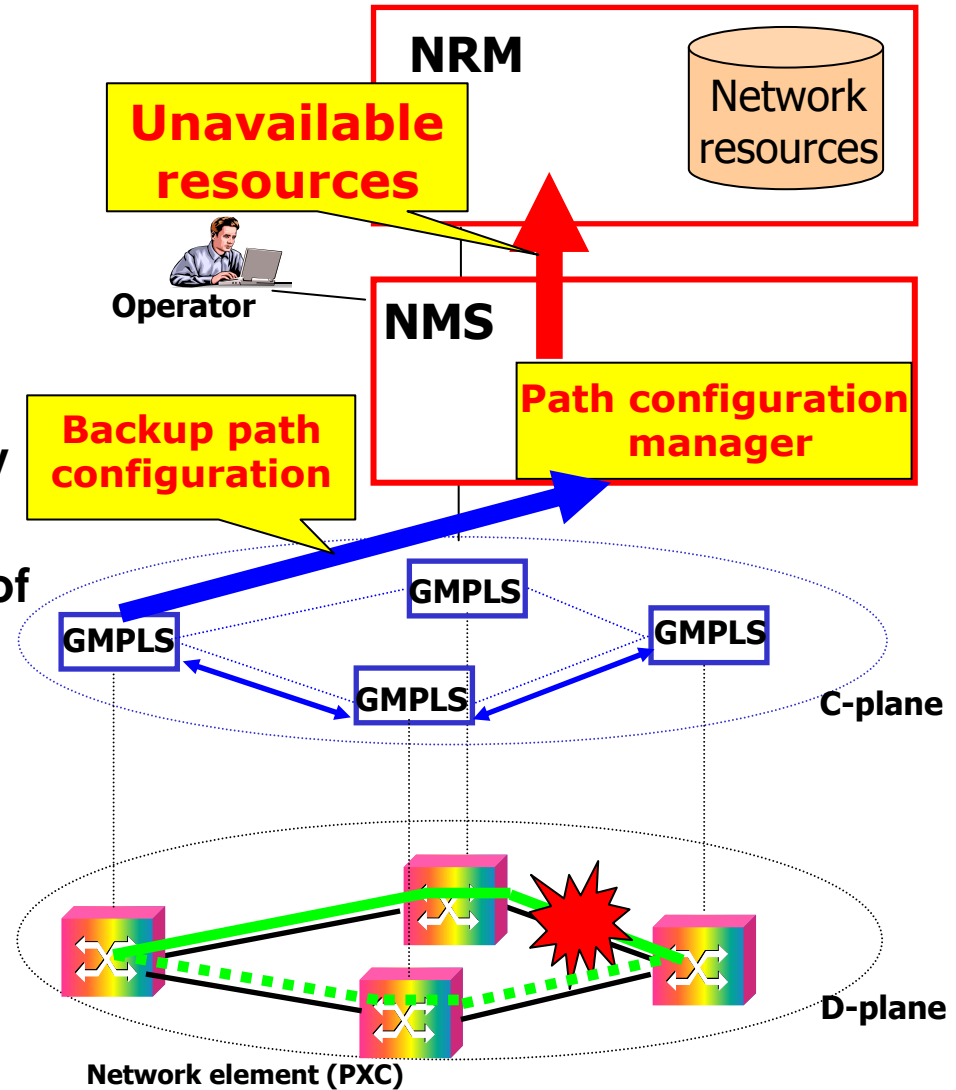 NRM
Network
resources
Unavailable
resources
Operator
NMS
Path configuration
manager
Backup path
configuration
of
GMPLS
GMPLS
GMPLS
GMPLS
C-plane
D-plane
Network element (PXC)